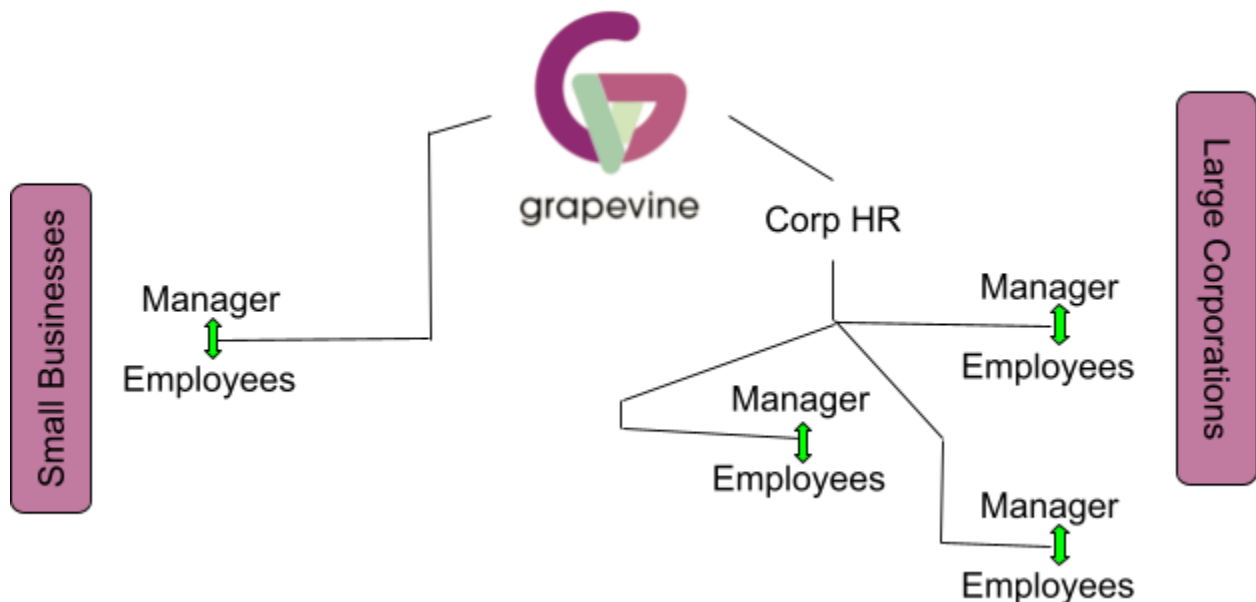 grapevine
Small Businesses
Manager
Employees
Corp HR
Manager
Employees
Manager
Employees
Manager
Employees
Large Corporations